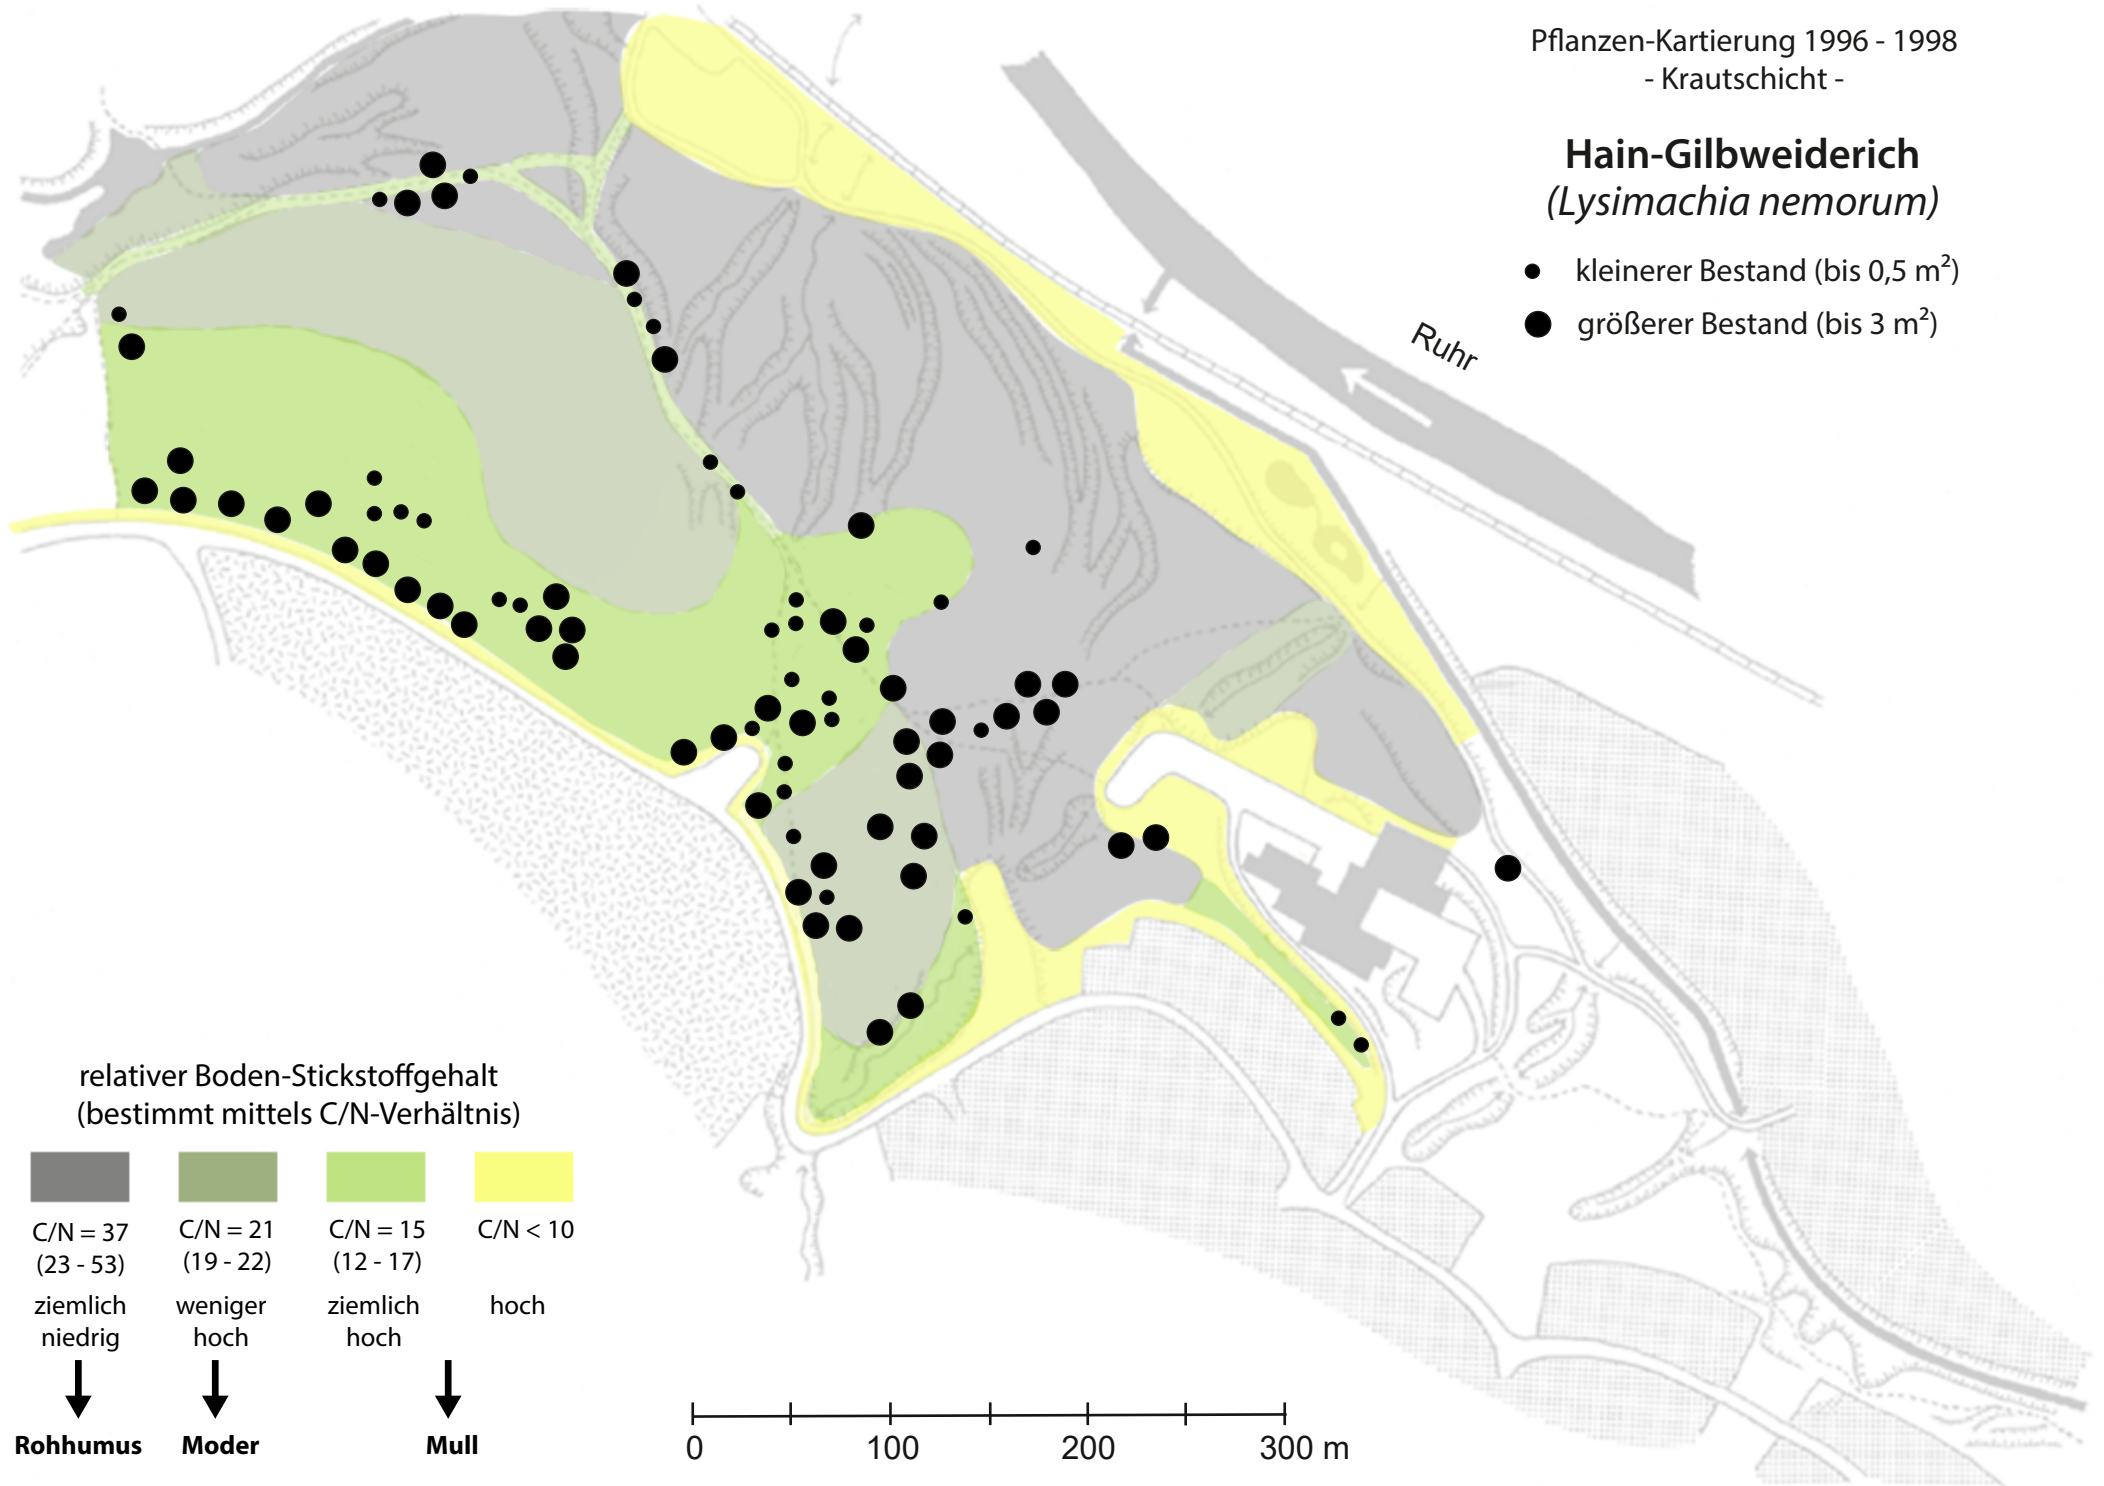 Pflanzen-Kartierung 1996 - 1998
- Krautschicht -
Hain-Gilbweiderich
(Lysimachia nemorum)
kleinerer Bestand (bis 0,5 m²)
größerer Bestand (bis 3 m²)
Ruhr
relativer Boden-Stickstoffgehalt
(bestimmt mittels C/N-Verhältnis)
C/N = 37 C/N = 21 C/N = 15 C/N < 10
(23 - 53) (19 - 22) (12 - 17)
ziemlich weniger ziemlich hoch
niedrig hoch hoch
Rohhumus Moder Mull
0 100 200 300 m